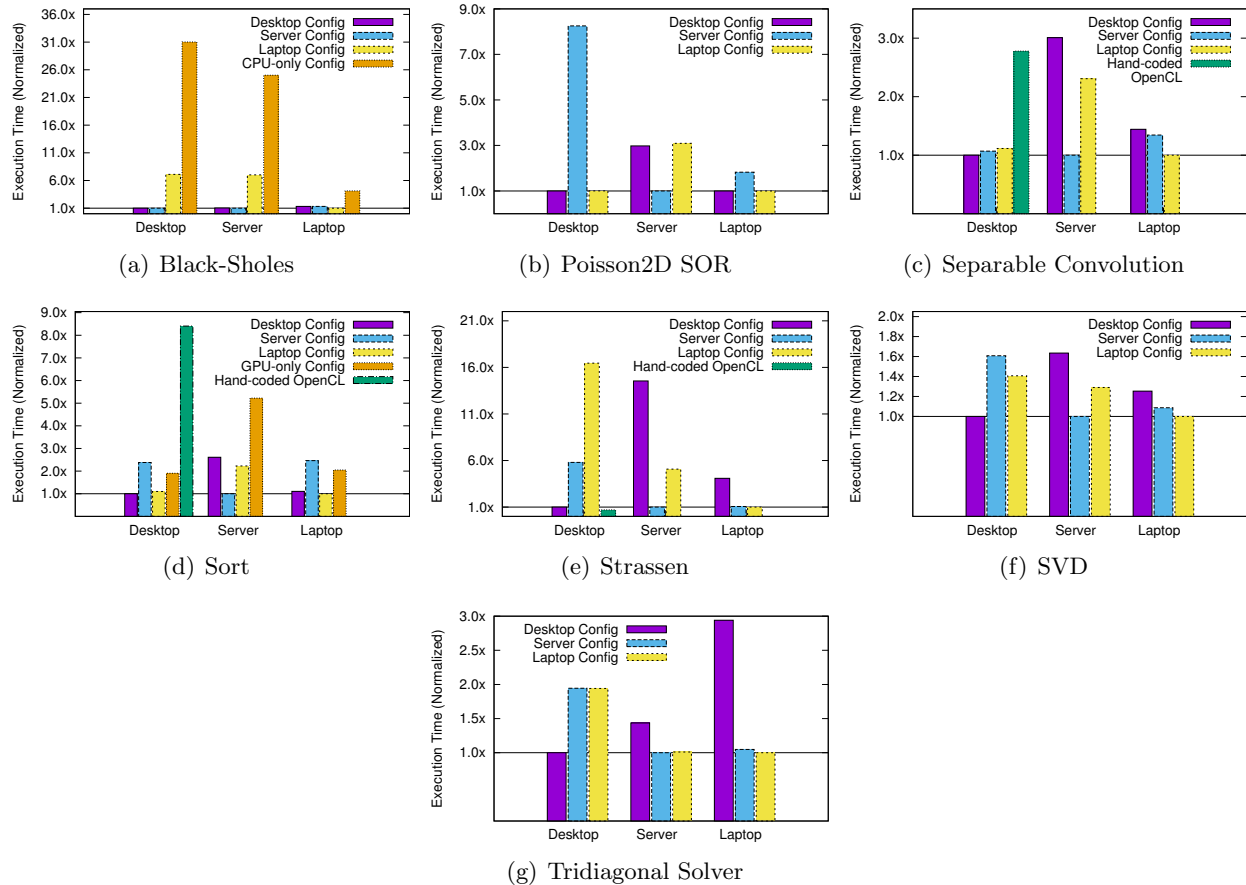 Execution Time (Normalized)
36.0x
31.0x
26.0x
21.0x
16.0x
11.0x
6.0x
1.0x
Desktop Config
Server Config
Laptop Config
CPU-only Config
Desktop Server Laptop
(a) Black-Sholes
Execution Time (Normalized)
9.0x
7.0x
5.0x
3.0x
1.0x
Desktop Config
Server Config
Laptop Config
Desktop Server Laptop
(b) Poisson2D SOR
Execution Time (Normalized)
3.0x
2.0x
1.0x
Desktop Config
Server Config
Laptop Config
Hand-coded
OpenCL
Desktop Server Laptop
(c) Separable Convolution
Execution Time (Normalized)
9.0x
8.0x
7.0x
6.0x
5.0x
4.0x
3.0x
2.0x
1.0x
Desktop Config
Server Config
Laptop Config
GPU-only Config
Hand-coded OpenCL
Desktop Server Laptop
(d) Sort
Execution Time (Normalized)
21.0x
16.0x
11.0x
6.0x
1.0x
Desktop Config
Server Config
Laptop Config
Hand-coded OpenCL
Desktop Server Laptop
(e) Strassen
Execution Time (Normalized)
2.0x
1.8x
1.6x
1.4x
1.2x
1.0x
Desktop Config
Server Config
Laptop Config
Desktop Server Laptop
(f) SVD
Execution Time (Normalized)
3.0x
2.5x
2.0x
1.5x
1.0x
Desktop Config
Server Config
Laptop Config
Desktop Server Laptop
(g) Tridiagonal Solver